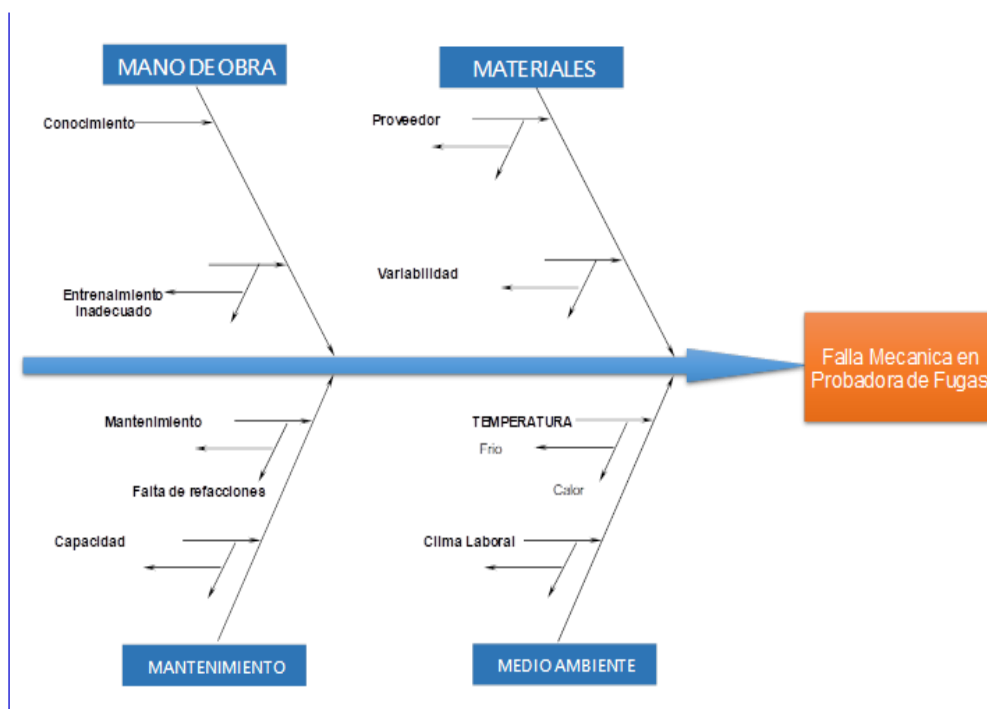 MANO DE OBRA
MATERIALES
Conocimiento
Proveedor
Entrenaimiento
Inadecuado
Variabilidad
Falla Mecanica en
Probadora de Fugas
Mantenimiento
Falta de refacciones
Capacidad
TEMPERATURA
Frio
Calor
Clima Laboral
MANTENIMIENTO
MEDIO AMBIENTE